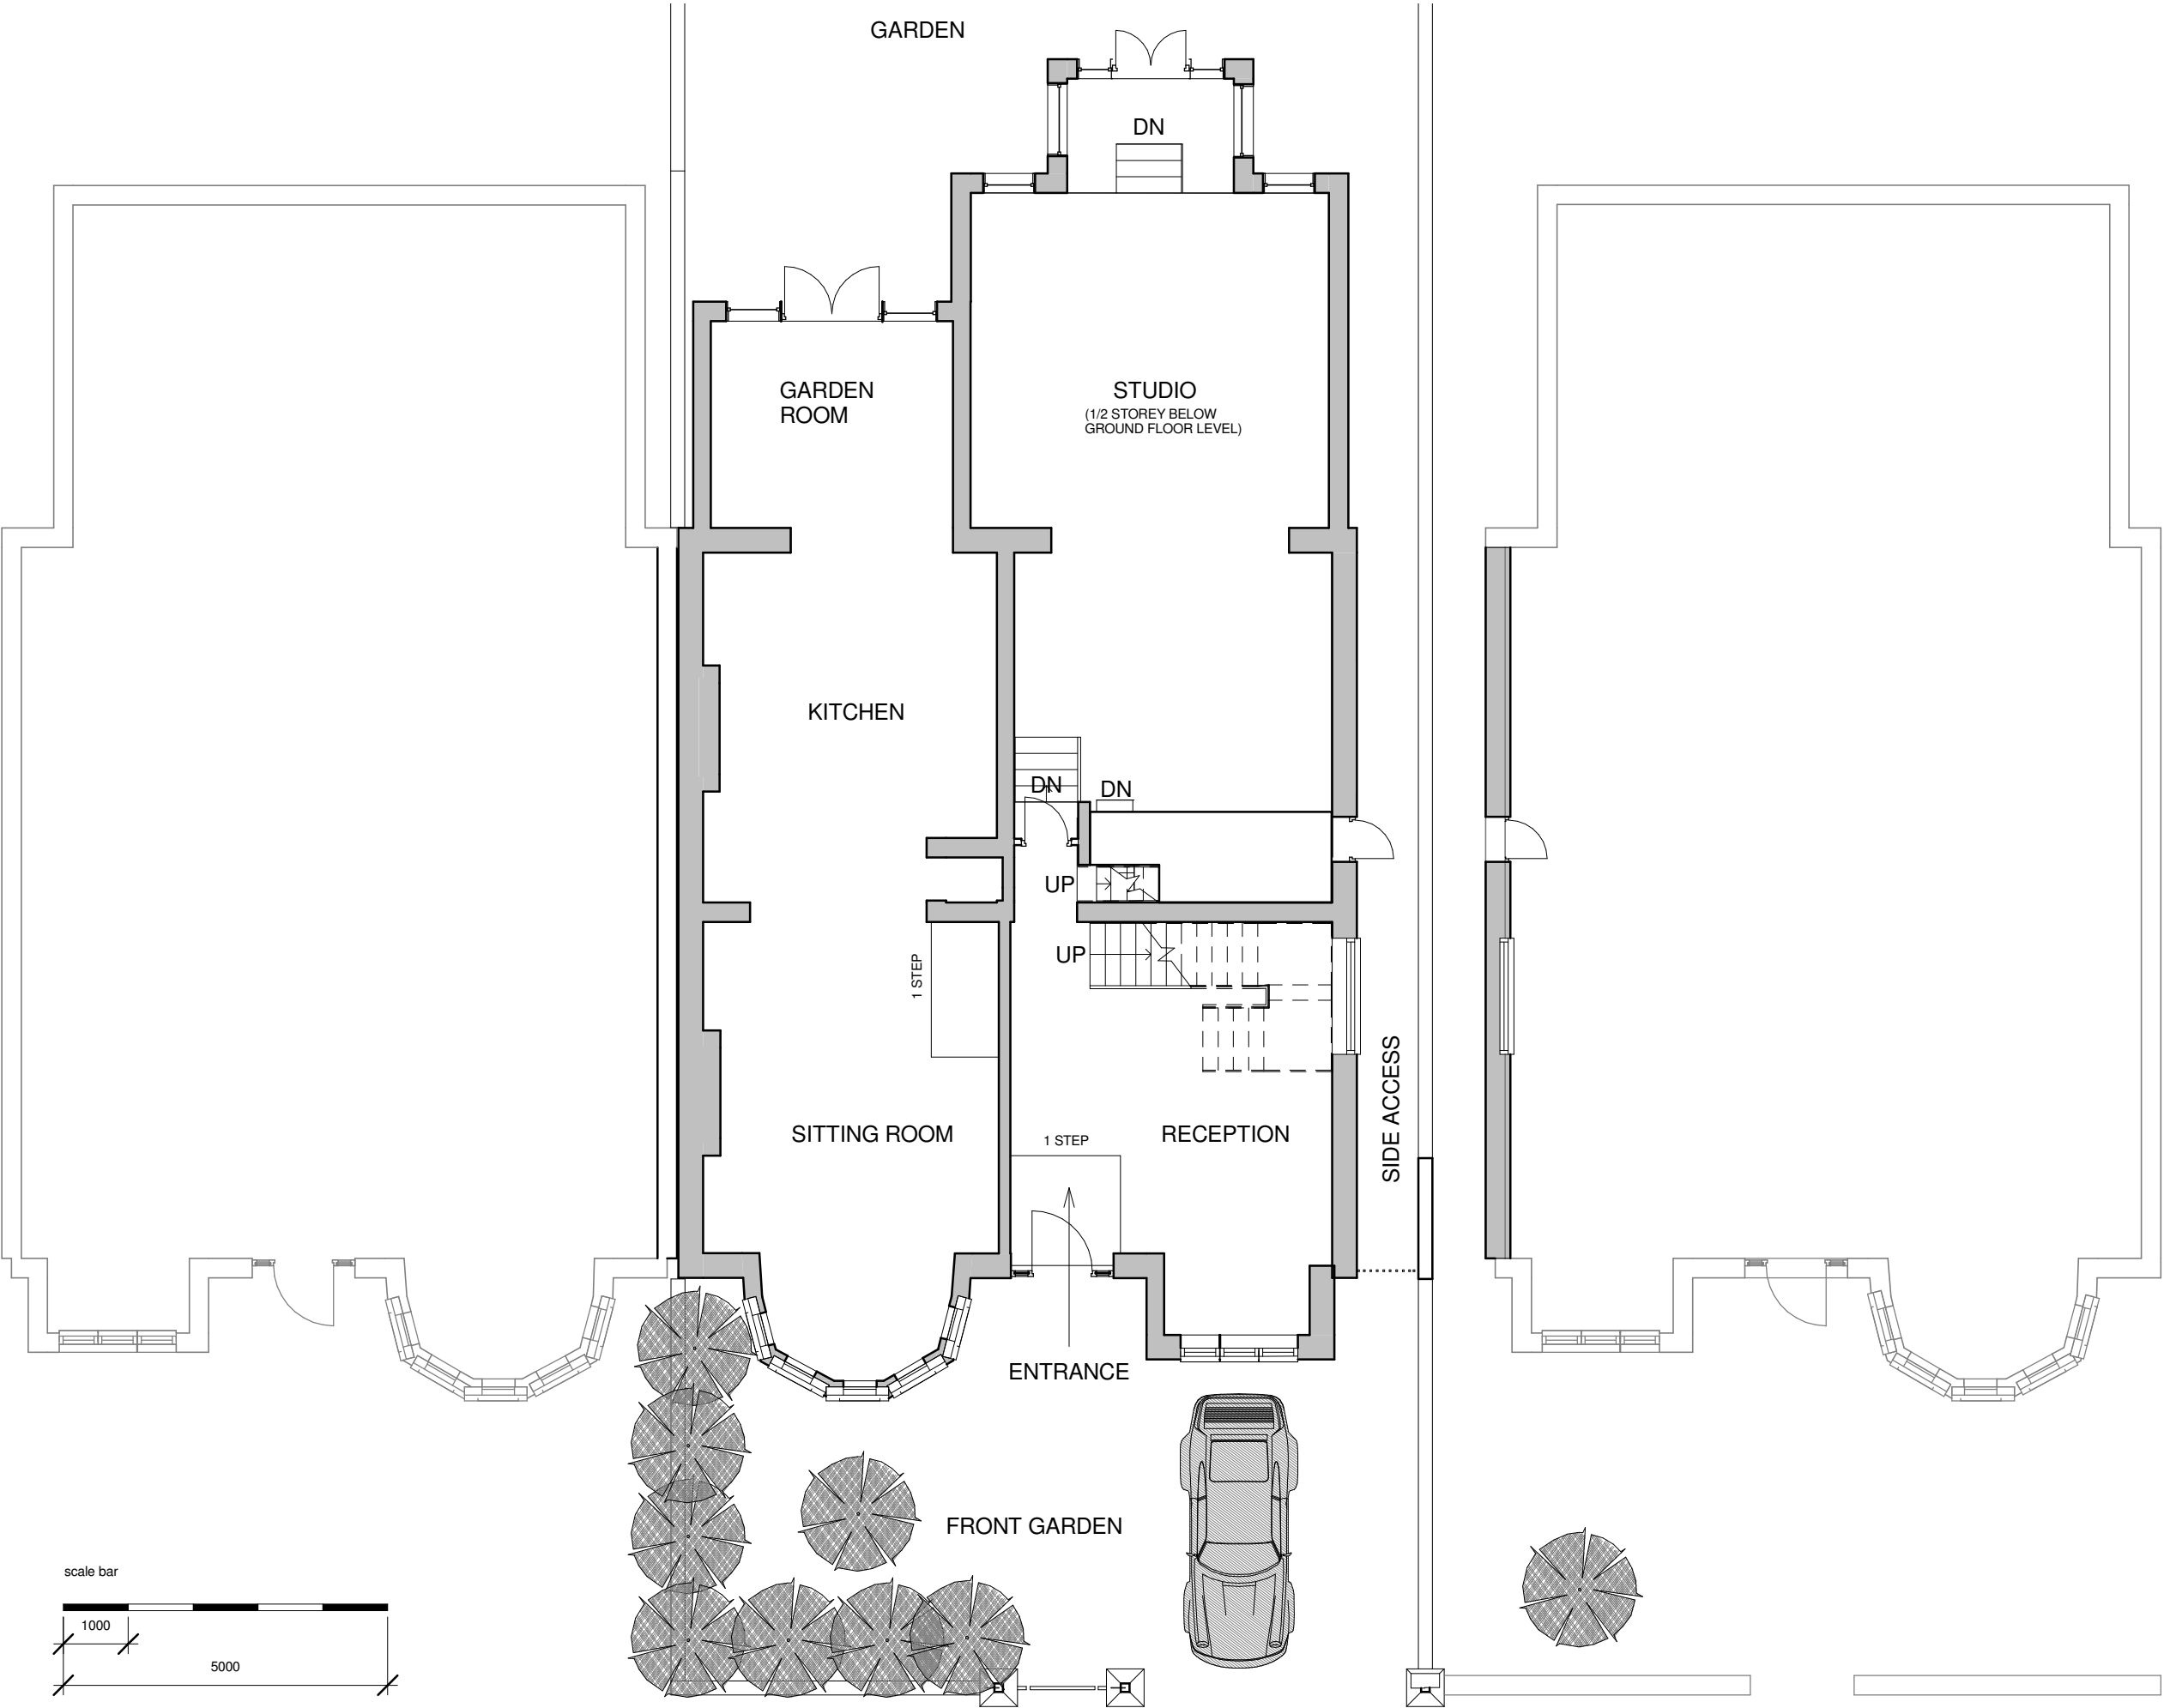 GARDEN
DN
GARDEN
ROOM
STUDIO
(1/2 STOREY BELOW
GROUND FLOOR LEVEL)
KITCHEN
DN
DN
UP
UP
1 STEP
SIDE ACCESS
SITTING ROOM
1 STEP
RECEPTION
ENTRANCE
FRONT GARDEN
scale bar
1000
5000